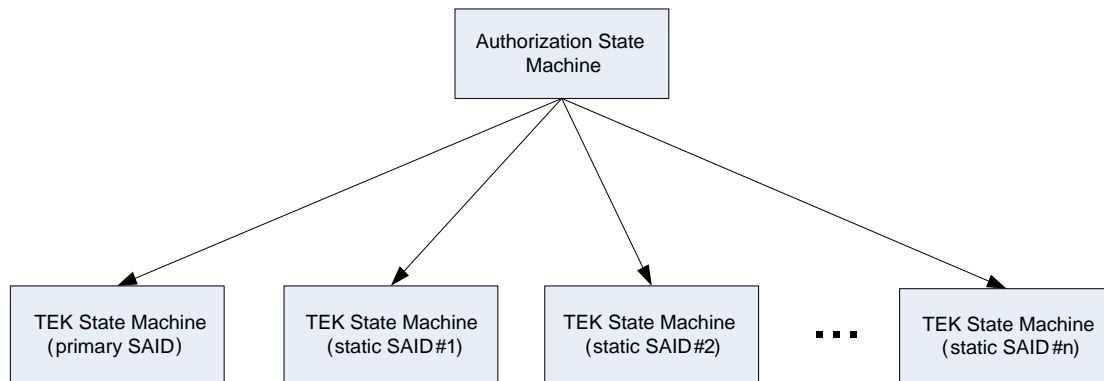 Authorization State
Machine
TEK State Machine
(primary SAID)
TEK State Machine
(static SAID#1)
TEK State Machine
(static SAID#2)
...
TEK State Machine
(static SAID#n)